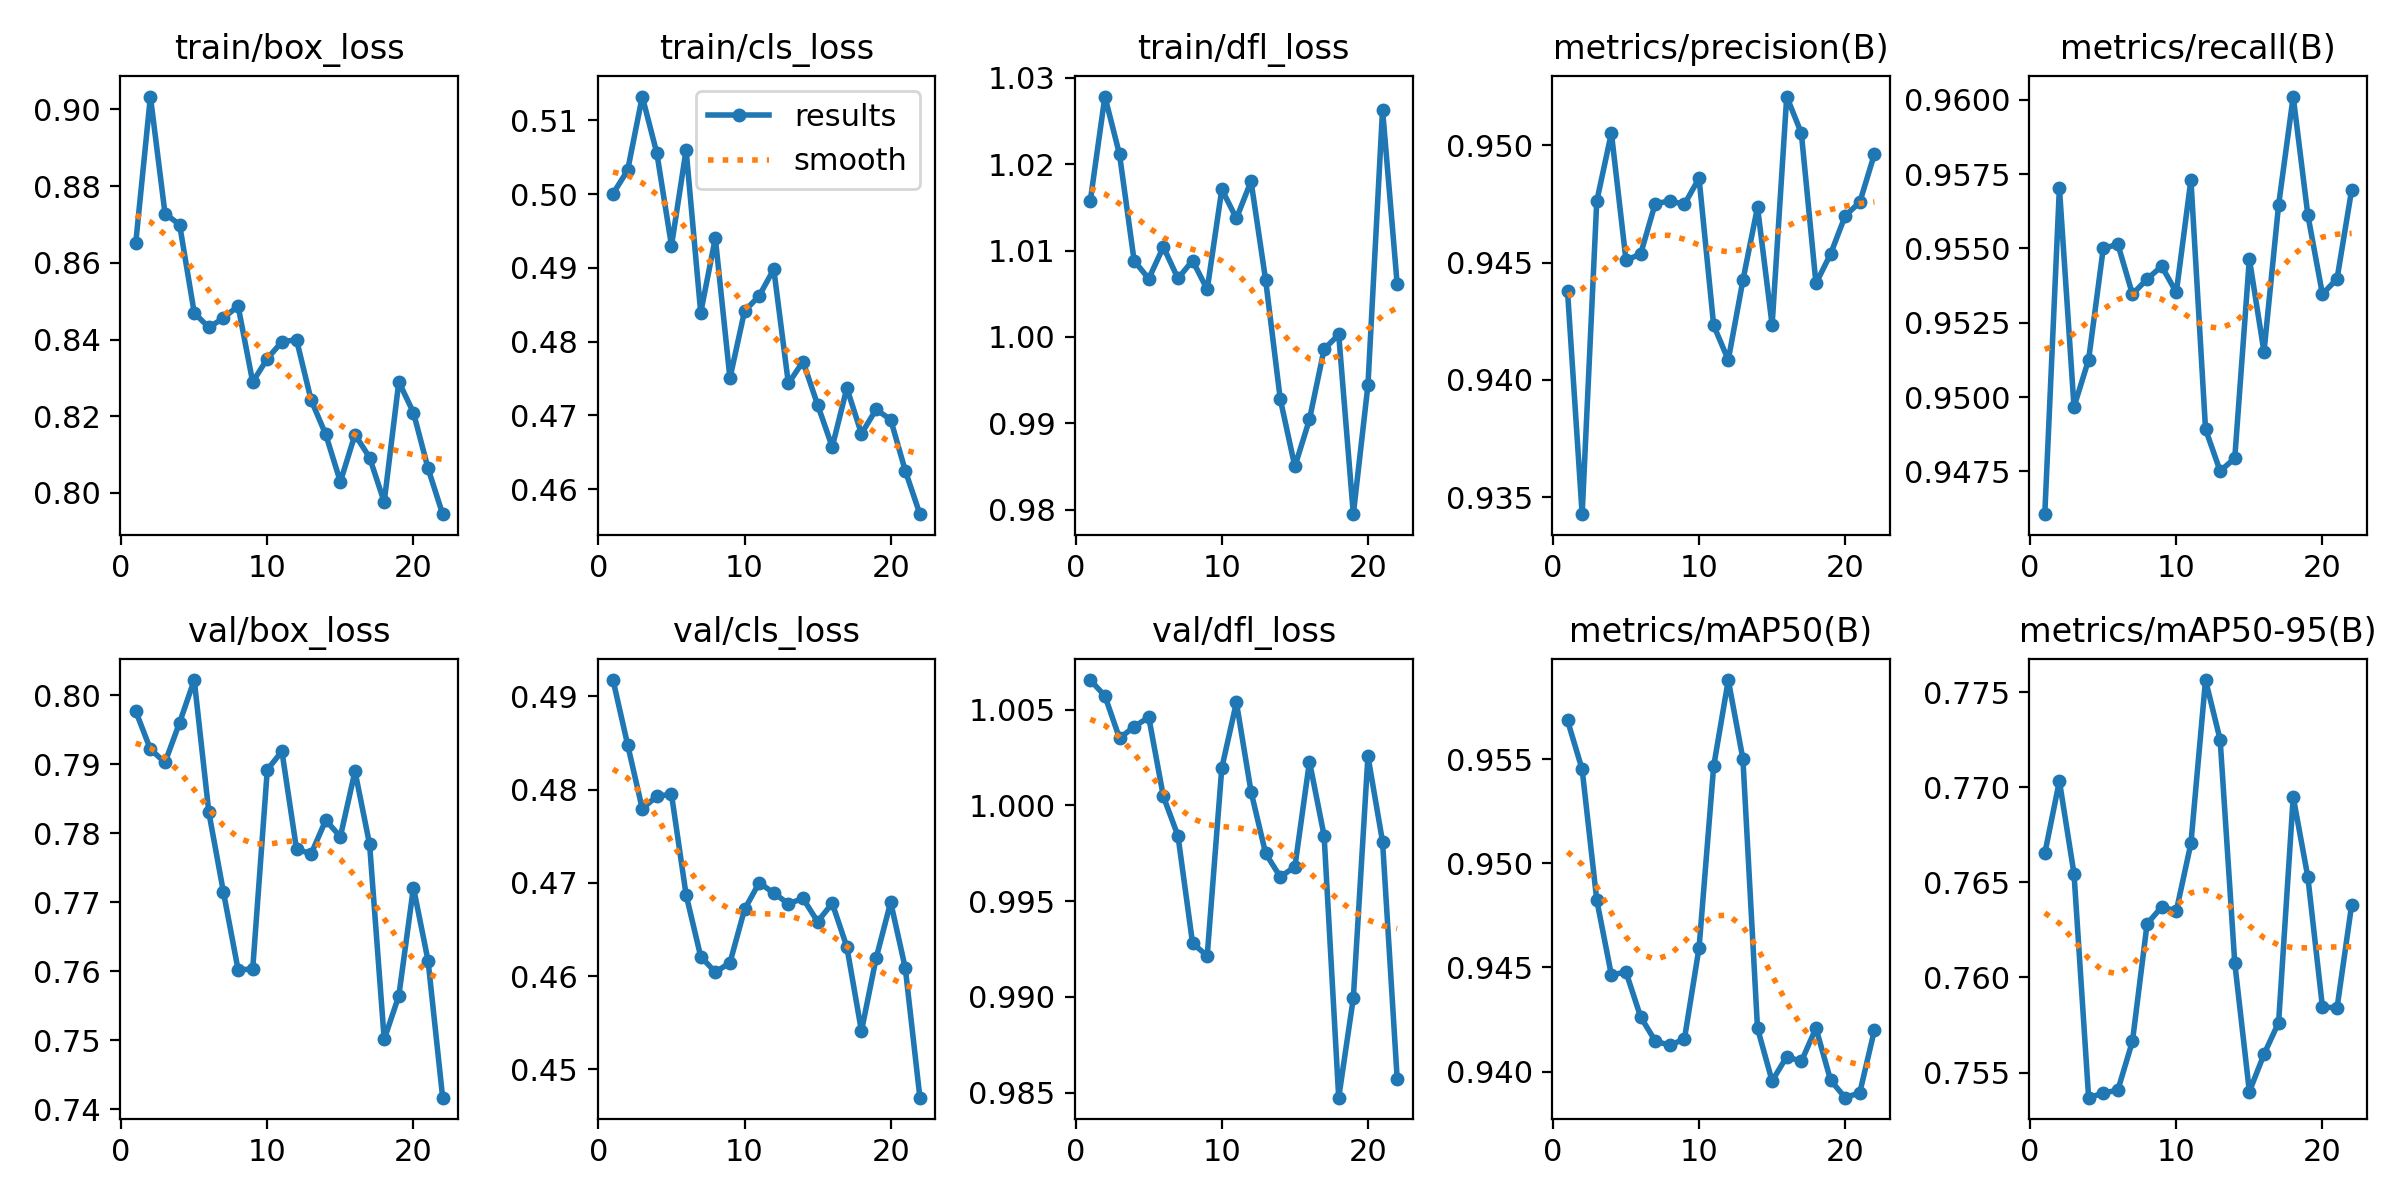 train/box_loss
0.90
0.88
0.86
0.84
0.82
0.80
0 10 20
train/cls_loss
results
smooth
0.51
0.50
0.49
0.48
0.47
0.46
0 10 20
train/dfl_loss
1.03
1.02
1.01
1.00
0.99
0.98
0 10 20
metrics/precision(B)
0.950
0.945
0.940
0.935
0 10 20
metrics/recall(B)
0.9600
0.9575
0.9550
0.9525
0.9500
0.9475
0 10 20
val/box_loss
0.80
0.79
0.78
0.77
0.76
0.75
0.74
0 10 20
val/cls_loss
0.49
0.48
0.47
0.46
0.45
0 10 20
val/dfl_loss
1.005
1.000
0.995
0.990
0.985
0 10 20
metrics/mAP50(B)
0.955
0.950
0.945
0.940
0 10 20
metrics/mAP50-95(B)
0.775
0.770
0.765
0.760
0.755
0 10 20